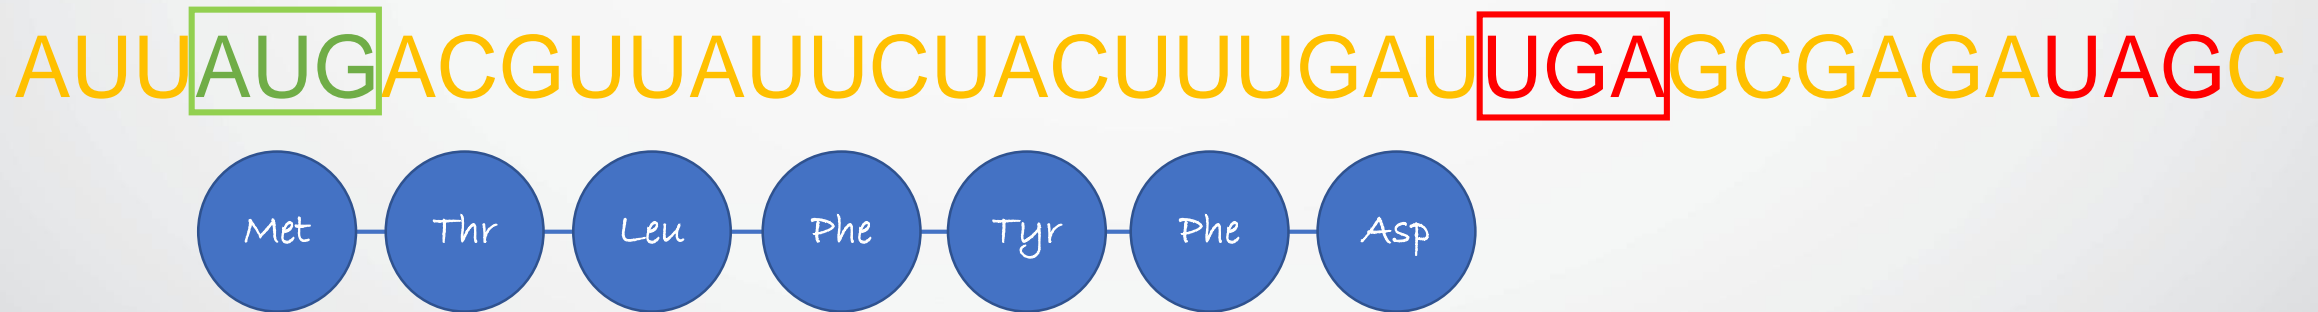 AUUAUGACGUUAUUCUACUUUGAUUGAGCGAGAUAGC
Met Thr Leu Phe Tyr Phe Asp